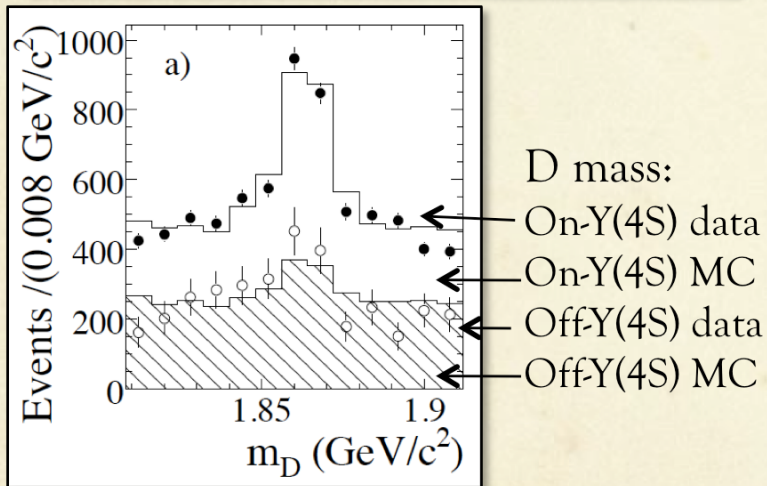 1000
800
600
400
200
0
a)
Events /(0.008 GeV/c²)
1.85
1.9
m_D (GeV/c²)
D mass:
On-Y(4S) data
On-Y(4S) MC
Off-Y(4S) data
Off-Y(4S) MC